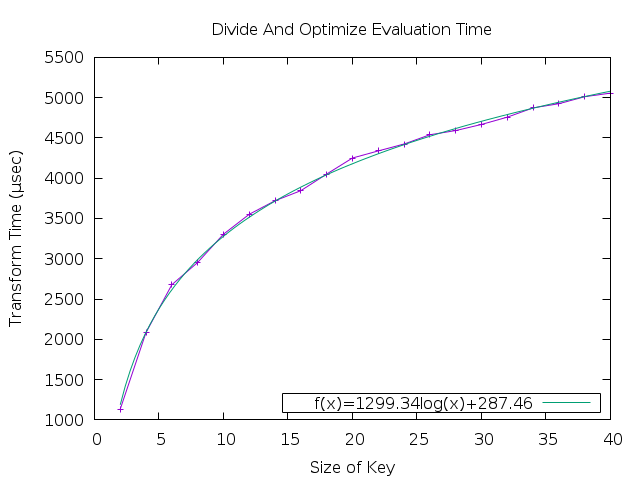 Divide And Optimize Evaluation Time
5500
5000
4500
4000
3500
3000
2500
2000
1500
1000
Transform Time (µsec)
f(x)=1299.34log(x)+287.46
0 5 10 15 20 25 30 35 40
Size of Key